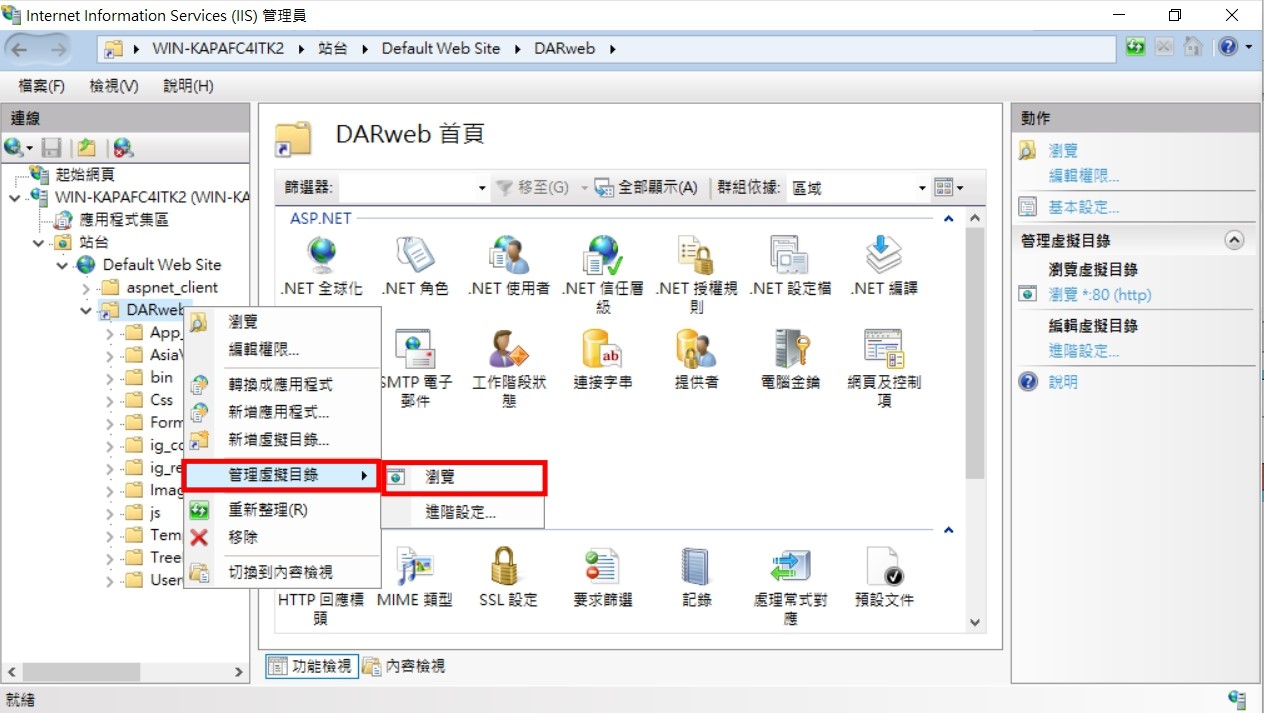 Internet Information Services (IIS) 管理員
WIN-KAPAFC4ITK2 站台 Default Web Site DARweb
檔案(F) 檢視(V) 說明(H)
連線
起始網頁
WIN-KAPAFC4ITK2 (WIN-KA
應用程式集區
站台
Default Web Site
aspnet_client
DARweb
App_
Asia
bin
Css
Form
ig_co
ig_re
Imag
js
Tem
Tree
User
瀏覽
編輯權限...
轉換成應用程式
新增應用程式...
新增虛擬目錄...
管理虛擬目錄
重新整理(R)
移除
切換到內容檢視
瀏覽
進階設定...
DARweb 首頁
篩選器: 移至(G) 全部顯示(A) 群組依據: 區域
ASP.NET
.NET 全球化
.NET 角色
.NET 使用者
.NET 信任層
級
.NET 授權規
則
.NET 設定檔
.NET 編譯
SMTP 電子
郵件
工作階段狀
態
連接字串
提供者
電腦金鑰
網頁及控制
項
HTTP 回應標
頭
MIME 類型
SSL 設定
要求篩選
記錄
處理常式對
應
預設文件
功能檢視 內容檢視
動作
瀏覽
編輯權限...
基本設定...
管理虛擬目錄
瀏覽虛擬目錄
瀏覽 *:80 (http)
編輯虛擬目錄
進階設定...
說明
就緒